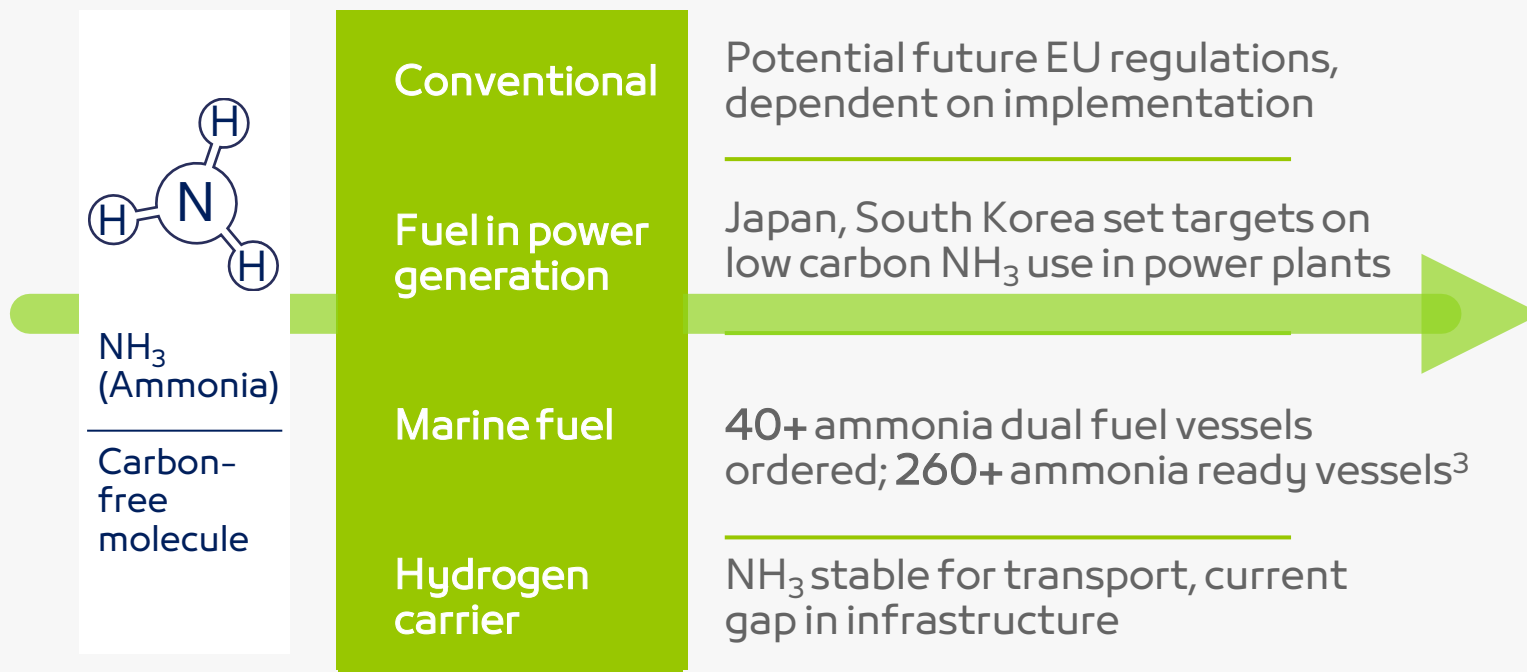 H
N
H
H
NH₃
(Ammonia)
Carbon-
free
molecule
Conventional
Potential future EU regulations,
dependent on implementation
Fuel in power
generation
Japan, South Korea set targets on
low carbon NH₃ use in power plants
Marine fuel
40+ ammonia dual fuel vessels
ordered; 260+ ammonia ready vessels³
Hydrogen
carrier
NH₃ stable for transport, current
gap in infrastructure